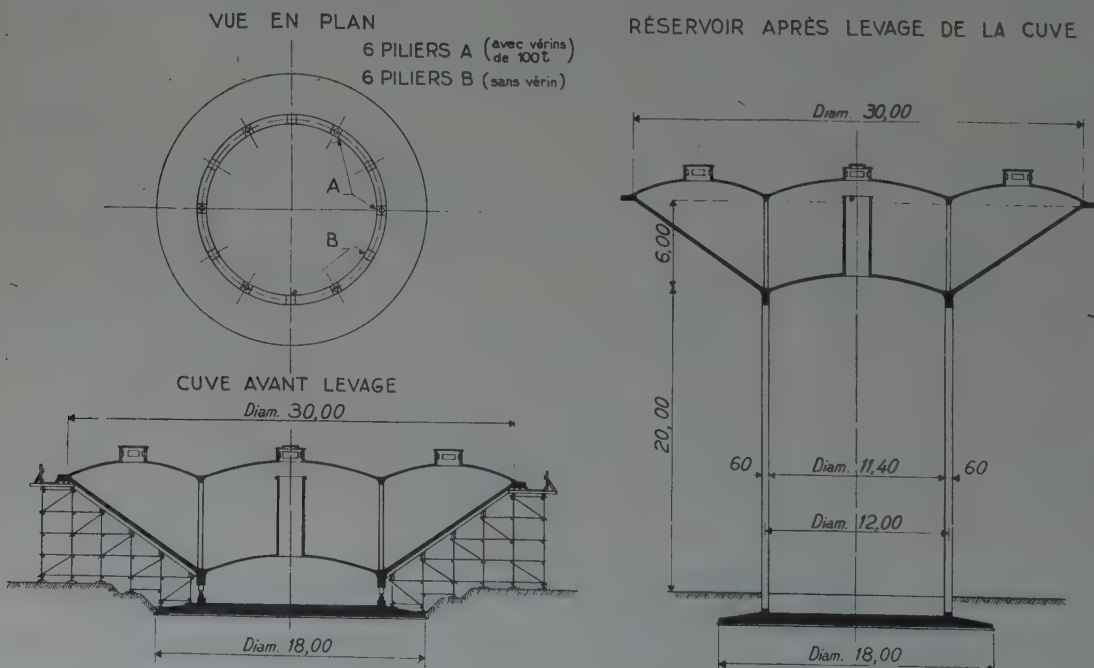 VUE EN PLAN
6 PILIERS A (avec vérins de 100t)
6 PILIERS B (sans vérin)
A
B
CUVE AVANT LEVAGE
Diam. 30,00
Diam. 18,00
RÉSERVOIR APRÈS LEVAGE DE LA CUVE
Diam. 30,00
6,00
20,00
60
Diam. 11,40
60
Diam. 12,00
Diam. 18,00